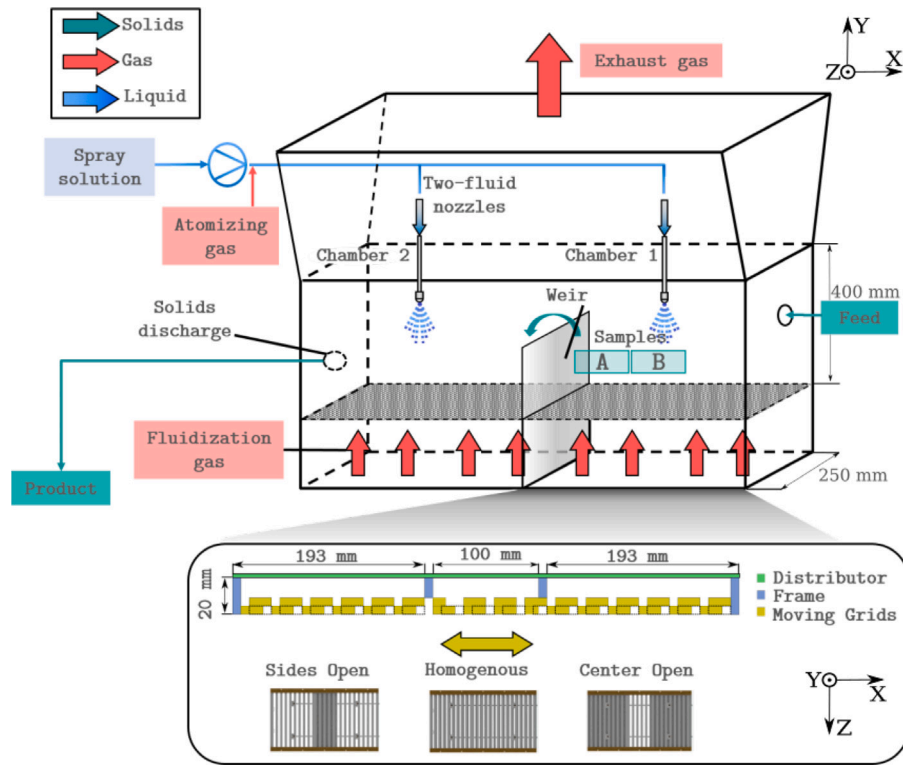 Solids
Gas
Liquid
Exhaust gas
Y
Z
X
Spray
solution
Atomizing
gas
Two-fluid
nozzles
Chamber 2
Chamber 1
Weir
Solids
discharge
Samples
A
B
400 mm
Feed
Fluidization
gas
Product
250 mm
193 mm
100 mm
193 mm
20 mm
Distributor
Frame
Moving Grids
Sides Open
Homogenous
Center Open
Y
X
Z